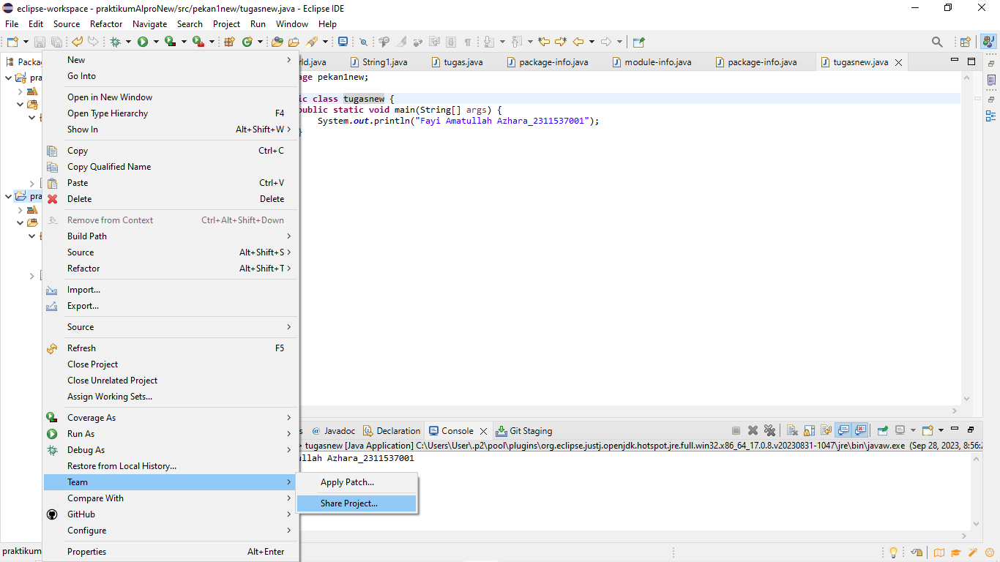 eclipse-workspace - praktikumAlproNew/src/pekan1new/tugasnew.java - Eclipse IDE
File Edit Source Refactor Navigate Search Project Run Window Help
Packa
rld.java String1.java tugas.java package-info.java module-info.java package-info.java tugasnew.java
pra
pra
New
Go Into
Open in New Window
Open Type Hierarchy F4
Show In Alt+Shift+W
Copy Ctrl+C
Copy Qualified Name
Paste Ctrl+V
Delete Delete
Remove from Context Ctrl+Alt+Shift+Down
Build Path
Source Alt+Shift+S
Refactor Alt+Shift+T
Import...
Export...
Source
Refresh F5
Close Project
Close Unrelated Project
Assign Working Sets...
Coverage As
Run As
Debug As
Restore from Local History...
Team
Compare With
GitHub
Configure
Properties Alt+Enter
Apply Patch...
Share Project...
age pekan1new;
ic class tugasnew {
public static void main(String[] args) {
System.out.println("Fayi Amatullah Azhara_2311537001");
}
s @ Javadoc Declaration Console Git Staging
tugasnew [Java Application] C:\Users\User\.p2\pool\plugins\org.eclipse.justj.openjdk.hotspot.jre.full.win32.x86_64_17.0.8.v20230831-1047\jre\bin\javaw.exe (Sep 28, 2023, 8:56:2
ullah Azhara_2311537001
praktikum